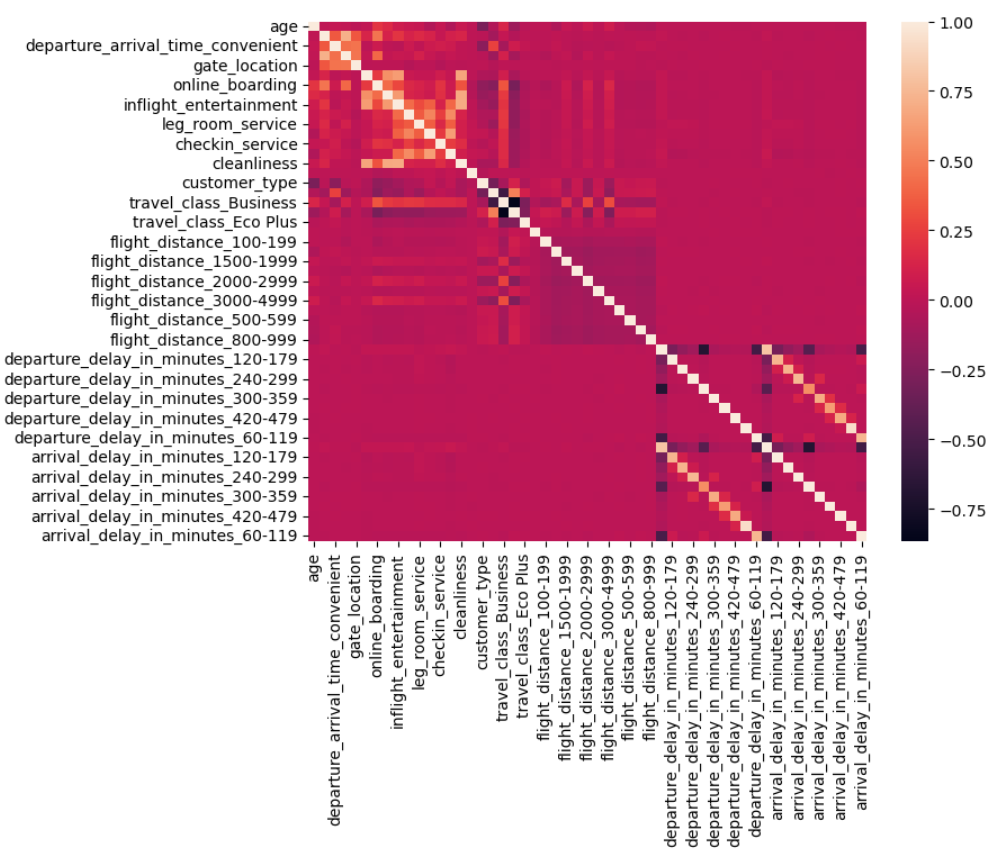 age
departure_arrival_time_convenient
gate_location
online_boarding
inflight_entertainment
leg_room_service
checkin_service
cleanliness
customer_type
travel_class_Business
travel_class_Eco Plus
flight_distance_100-199
flight_distance_1500-1999
flight_distance_2000-2999
flight_distance_3000-4999
flight_distance_500-599
flight_distance_800-999
departure_delay_in_minutes_120-179
departure_delay_in_minutes_240-299
departure_delay_in_minutes_300-359
departure_delay_in_minutes_420-479
departure_delay_in_minutes_60-119
arrival_delay_in_minutes_120-179
arrival_delay_in_minutes_240-299
arrival_delay_in_minutes_300-359
arrival_delay_in_minutes_420-479
arrival_delay_in_minutes_60-119
age
departure_arrival_time_convenient
gate_location
online_boarding
inflight_entertainment
leg_room_service
checkin_service
cleanliness
customer_type
travel_class_Business
travel_class_Eco Plus
flight_distance_100-199
flight_distance_1500-1999
flight_distance_2000-2999
flight_distance_3000-4999
flight_distance_500-599
flight_distance_800-999
departure_delay_in_minutes_120-179
departure_delay_in_minutes_240-299
departure_delay_in_minutes_300-359
departure_delay_in_minutes_420-479
departure_delay_in_minutes_60-119
arrival_delay_in_minutes_120-179
arrival_delay_in_minutes_240-299
arrival_delay_in_minutes_300-359
arrival_delay_in_minutes_420-479
arrival_delay_in_minutes_60-119
1.00
0.75
0.50
0.25
0.00
−0.25
−0.50
−0.75